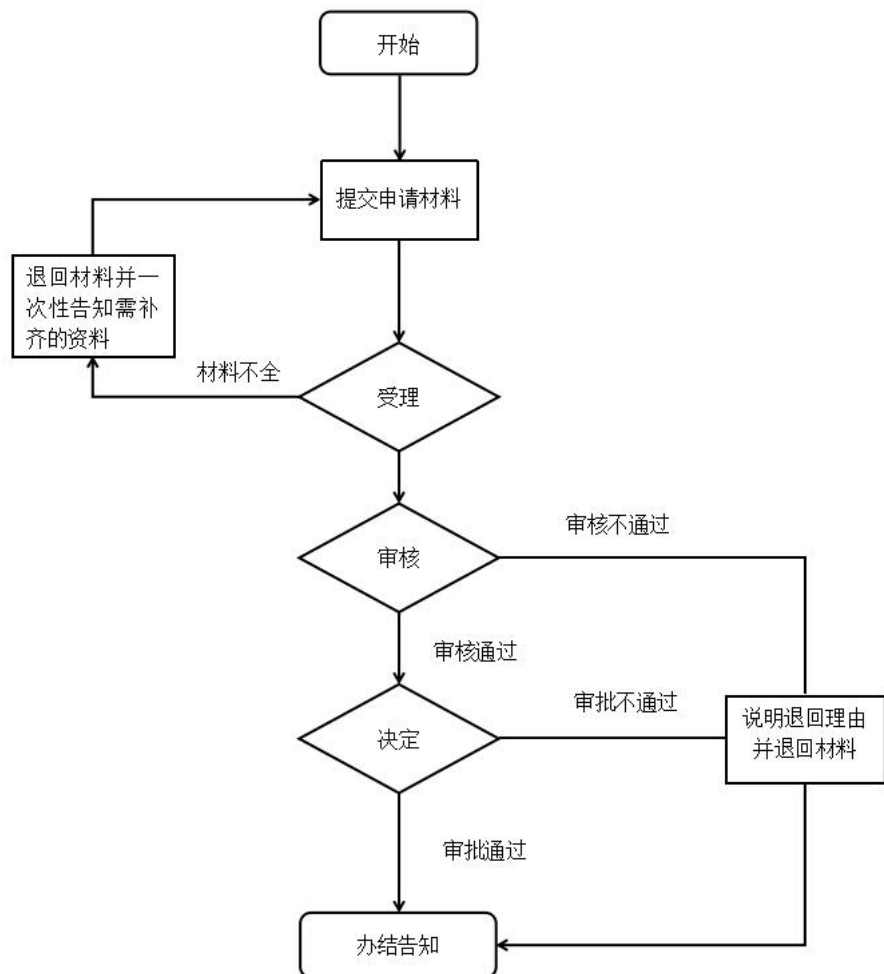 开始
提交申请材料
退回材料并一
次性告知需补
齐的资料
材料不全
受理
审核不通过
审核
审核通过
审批不通过
说明退回理由
并退回材料
决定
审批通过
办结告知